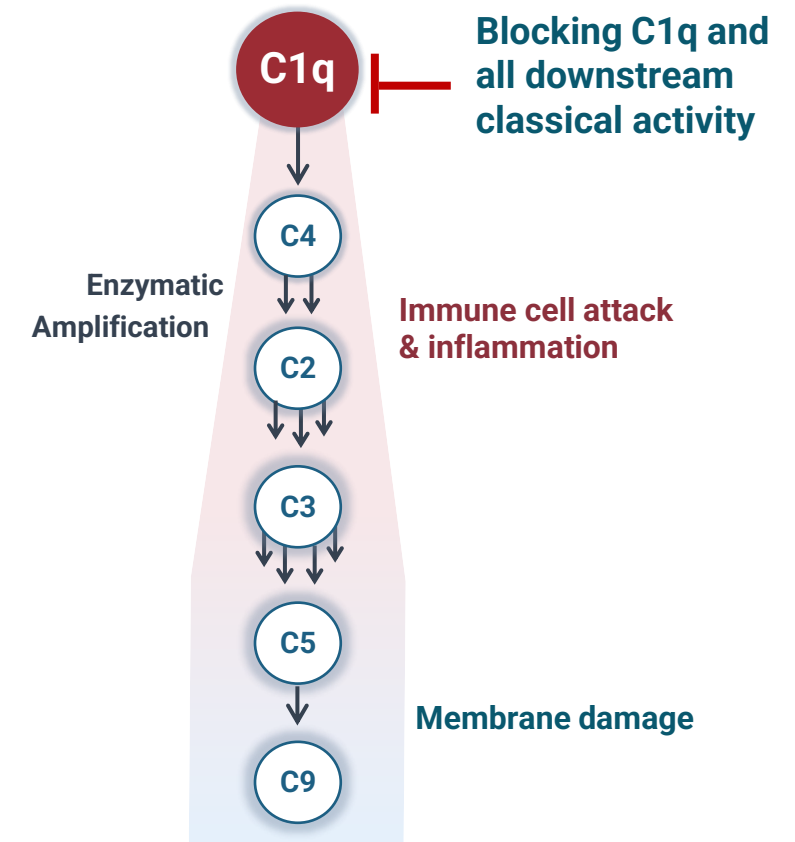 C1q
Blocking C1q and
all downstream
classical activity
C4
Enzymatic
Amplification
Immune cell attack
& inflammation
C2
C3
C5
Membrane damage
C9